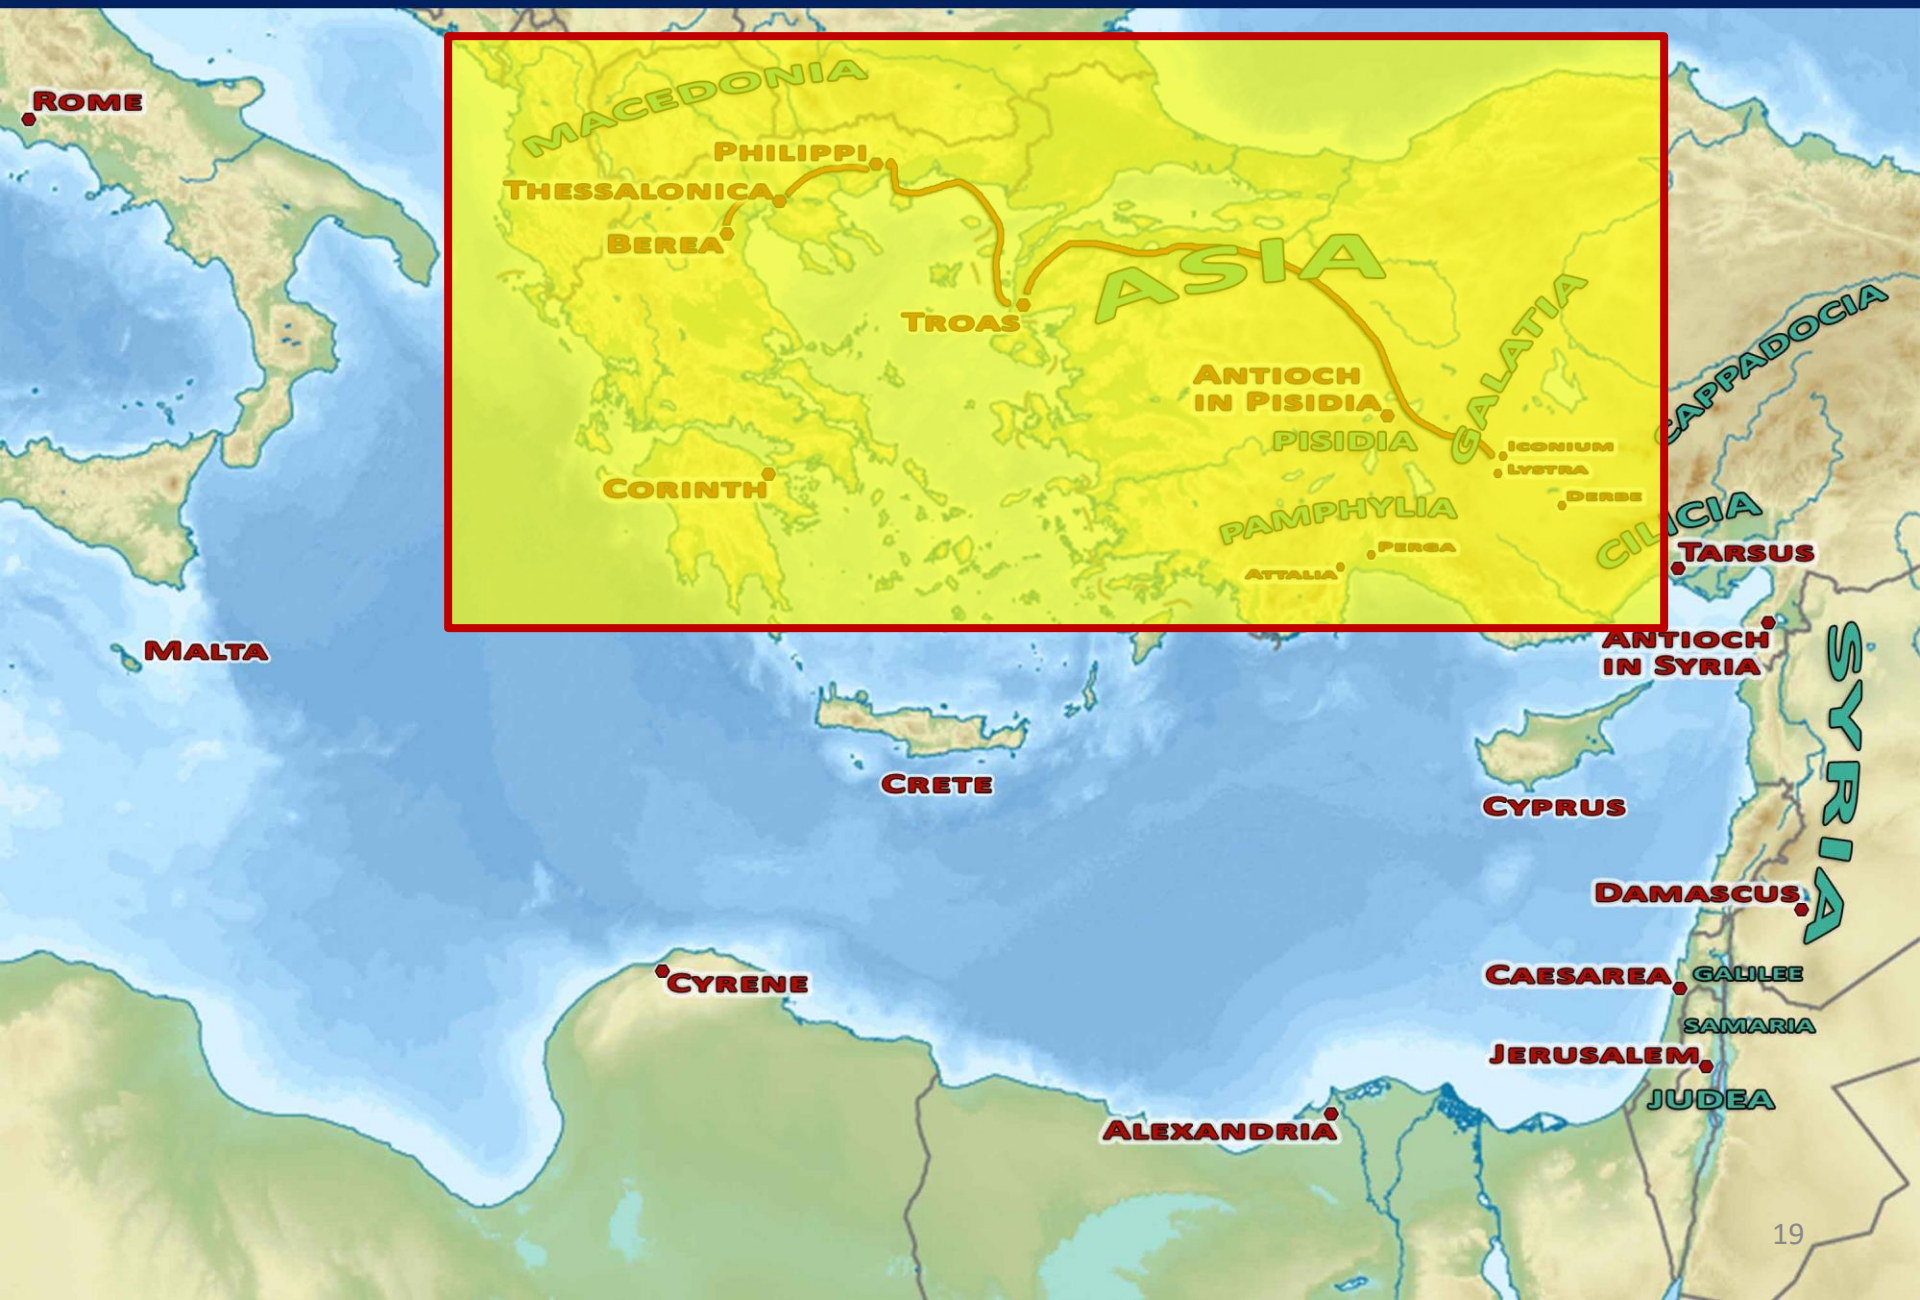 MACEDONIA
ROME
PHILIPPI
THESSALONICA
BEREA
ASIA
TROAS
GALATIA
CAPPADOCIA
ANTIOCH
IN PISIDIA
PISIDIA
ICONIUM
LYSTRA
CORINTH
DERBE
PAMPHYLIA
CILICIA
PERGA
TARSUS
ATTALIA
MALTA
ANTIOCH
IN SYRIA
SYRIA
CRETE
CYPRUS
DAMASCUS
CYRENE
CAESAREA
GALILEE
SAMARIA
JERUSALEM
JUDEA
ALEXANDRIA
19